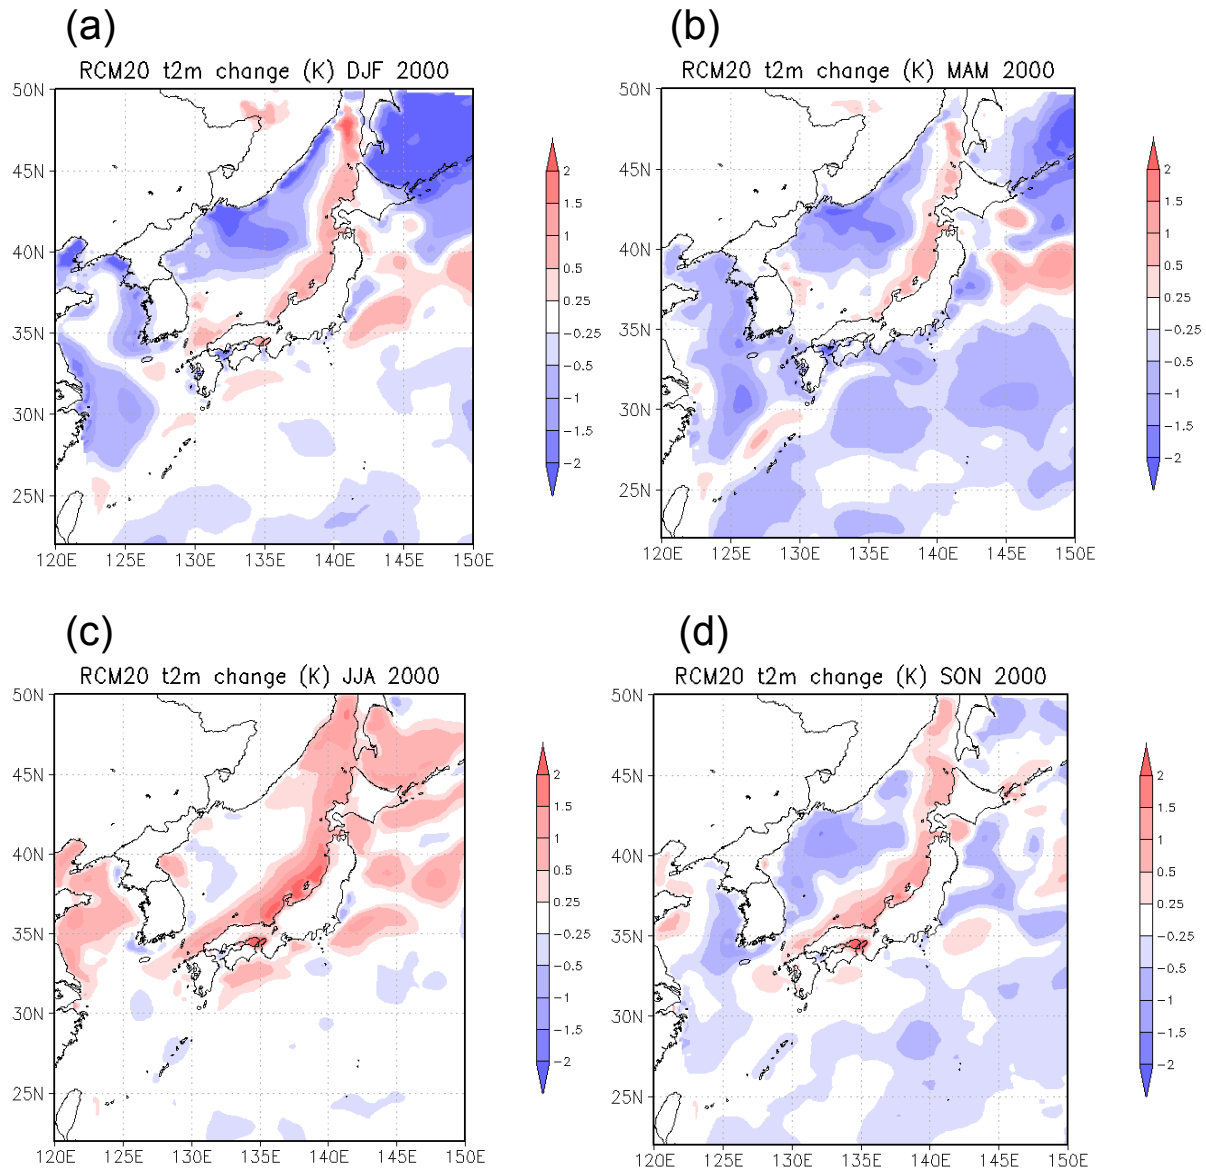 (a)
RCM20 t2m change (K) DJF 2000
50N
45N
40N
35N
30N
25N
120E 125E 130E 135E 140E 145E 150E
2
1.5
1
0.5
0.25
−0.25
−0.5
−1
−1.5
−2
(b)
RCM20 t2m change (K) MAM 2000
50N
45N
40N
35N
30N
25N
120E 125E 130E 135E 140E 145E 150E
2
1.5
1
0.5
0.25
−0.25
−0.5
−1
−1.5
−2
(c)
RCM20 t2m change (K) JJA 2000
50N
45N
40N
35N
30N
25N
120E 125E 130E 135E 140E 145E 150E
2
1.5
1
0.5
0.25
−0.25
−0.5
−1
−1.5
−2
(d)
RCM20 t2m change (K) SON 2000
50N
45N
40N
35N
30N
25N
120E 125E 130E 135E 140E 145E 150E
2
1.5
1
0.5
0.25
−0.25
−0.5
−1
−1.5
−2